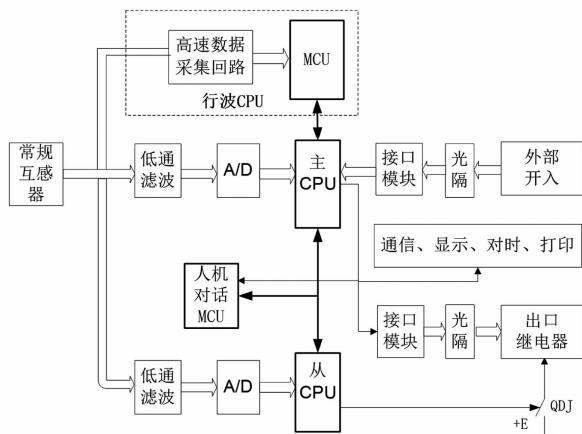 高速数据
采集回路
MCU
行波CPU
常规
互感
器
低通
滤波
A/D
主
CPU
接口
模块
光
隔
外部
开入
通信、显示、对时、打印
人机
对话
MCU
接口
模块
光
隔
出口
继电器
低通
滤波
A/D
从
CPU
QDJ
+E